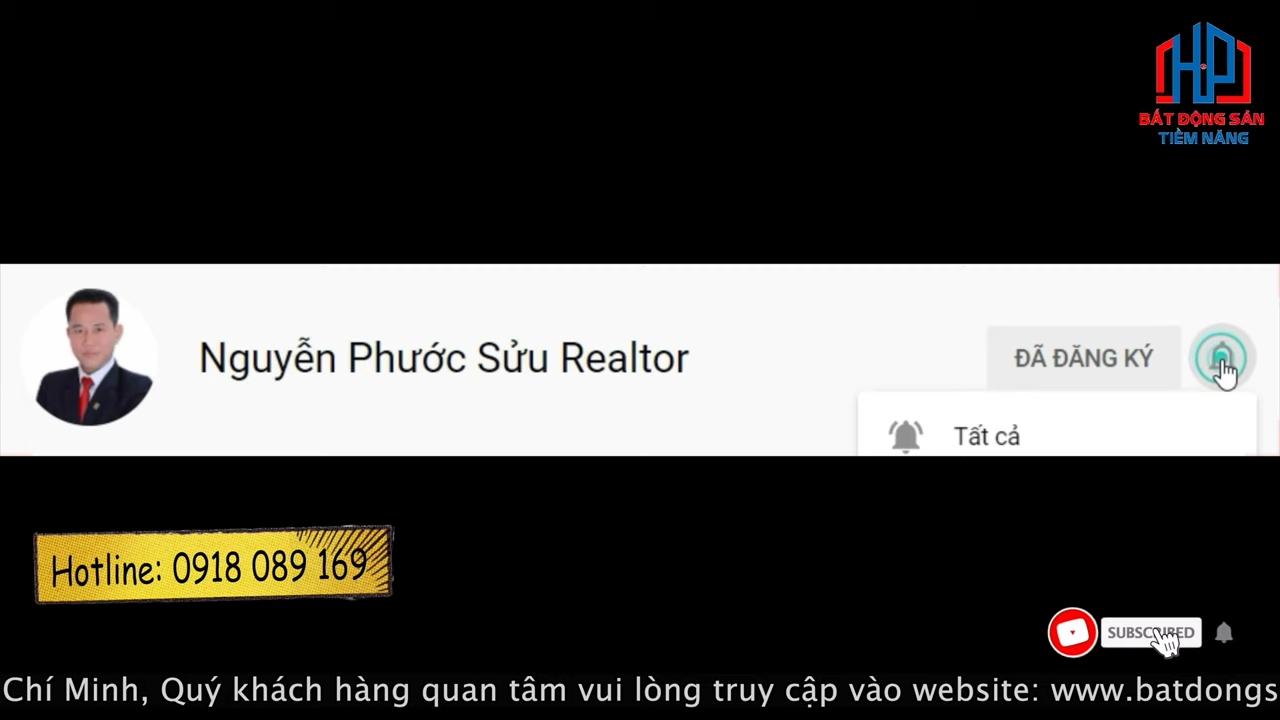 HP
BẤT ĐỘNG SẢN
TIỀM NĂNG
Nguyễn Phước Sửu Realtor
ĐÃ ĐĂNG KÝ
Tất cả
Hotline: 0918 089 169
SUBSCRIBED
Chí Minh, Quý khách hàng quan tâm vui lòng truy cập vào website: www.batdongs